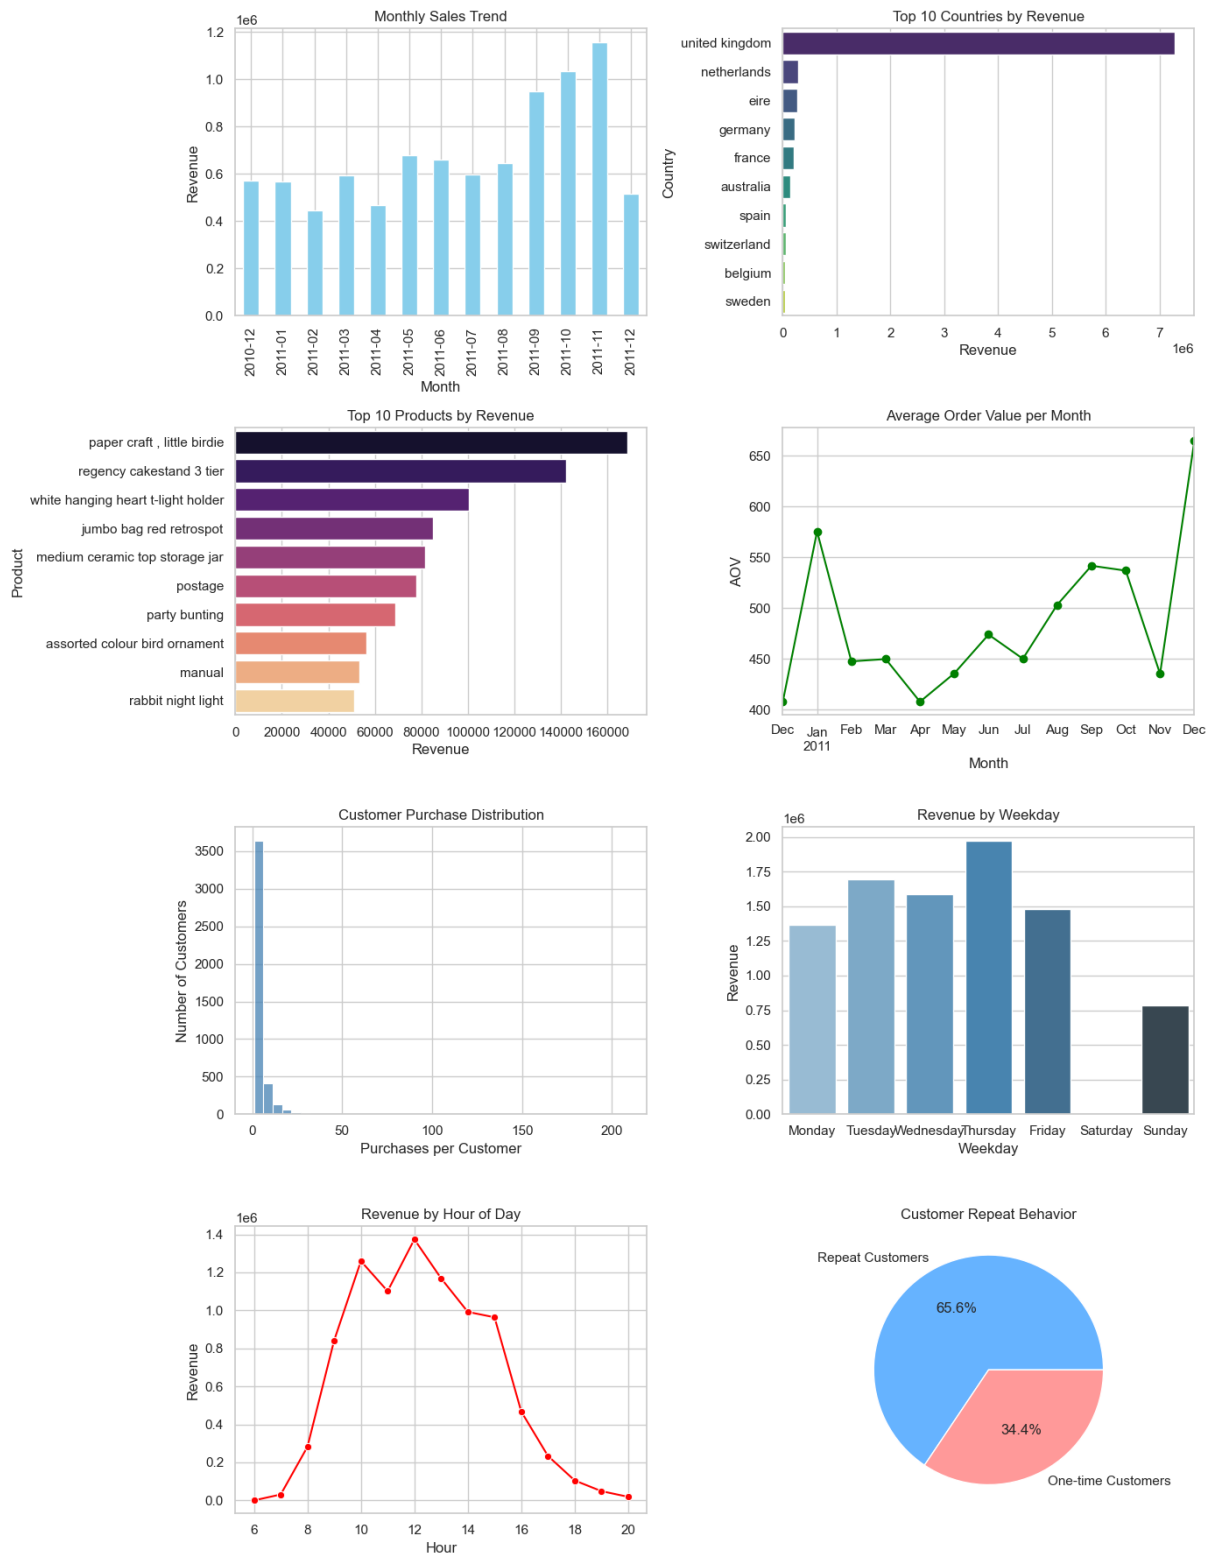 Monthly Sales Trend
1e6
1.2
1.0
0.8
0.6
0.4
0.2
0.0
Revenue
2010-12
2011-01
2011-02
2011-03
2011-04
2011-05
2011-06
2011-07
2011-08
2011-09
2011-10
2011-11
2011-12
Month
Top 10 Countries by Revenue
united kingdom
netherlands
eire
germany
france
australia
spain
switzerland
belgium
sweden
Country
0 1 2 3 4 5 6 7
Revenue
1e6
Top 10 Products by Revenue
paper craft , little birdie
regency cakestand 3 tier
white hanging heart t-light holder
jumbo bag red retrospot
medium ceramic top storage jar
postage
party bunting
assorted colour bird ornament
manual
rabbit night light
Product
0 20000 40000 60000 80000 100000 120000 140000 160000
Revenue
Average Order Value per Month
650
600
550
500
450
400
AOV
Dec Jan Feb Mar Apr May Jun Jul Aug Sep Oct Nov Dec
2011
Month
Customer Purchase Distribution
3500
3000
2500
2000
1500
1000
500
0
Number of Customers
0 50 100 150 200
Purchases per Customer
Revenue by Weekday
1e6
2.00
1.75
1.50
1.25
1.00
0.75
0.50
0.25
0.00
Revenue
Monday Tuesday Wednesday Thursday Friday Saturday Sunday
Weekday
Revenue by Hour of Day
1e6
1.4
1.2
1.0
0.8
0.6
0.4
0.2
0.0
Revenue
6 8 10 12 14 16 18 20
Hour
Customer Repeat Behavior
Repeat Customers
65.6%
34.4%
One-time Customers